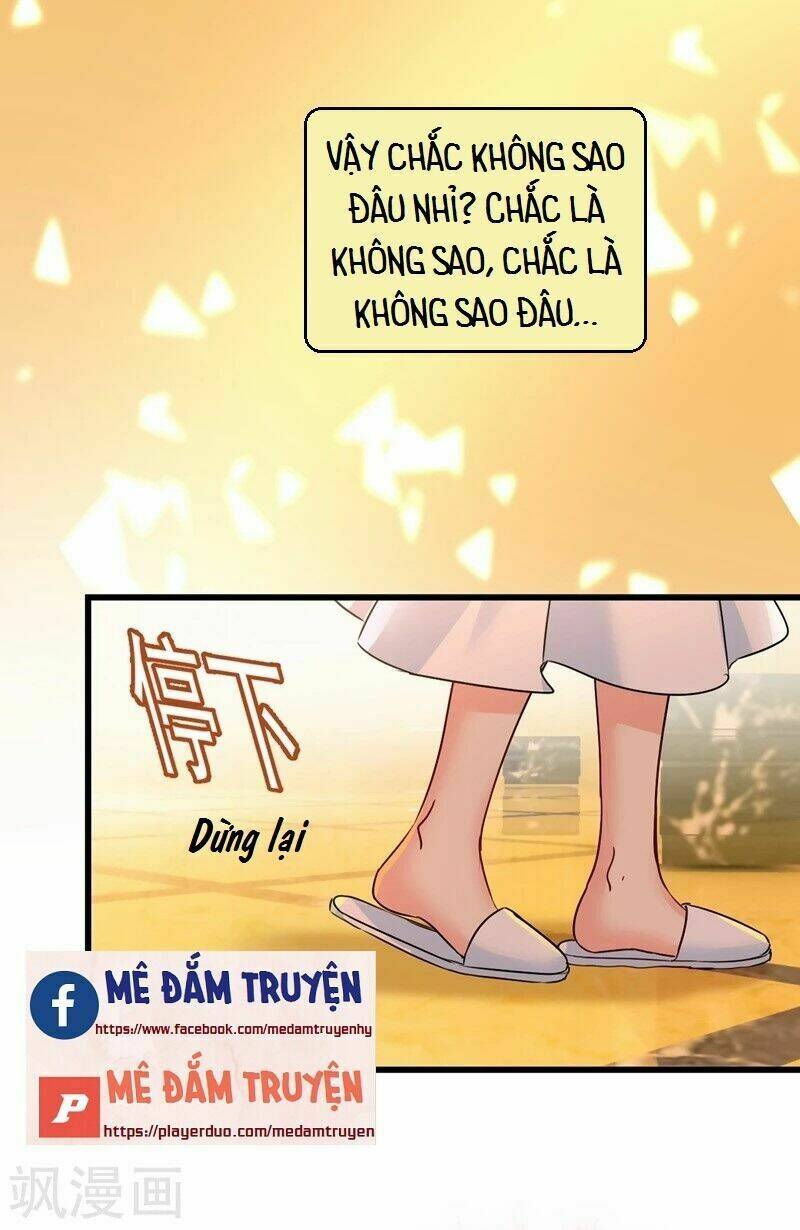 VẬY CHẮC KHÔNG SAO
ĐÂU NHỈ? CHẮC LÀ
KHÔNG SAO, CHẮC LÀ
KHÔNG SAO ĐÂU...
停下
Dừng lại
f MÊ ĐẮM TRUYỆN
https://www.facebook.com/medamtruyenhy
P MÊ ĐẮM TRUYỆN
https://playerduo.com/medamtruyen
飒漫画